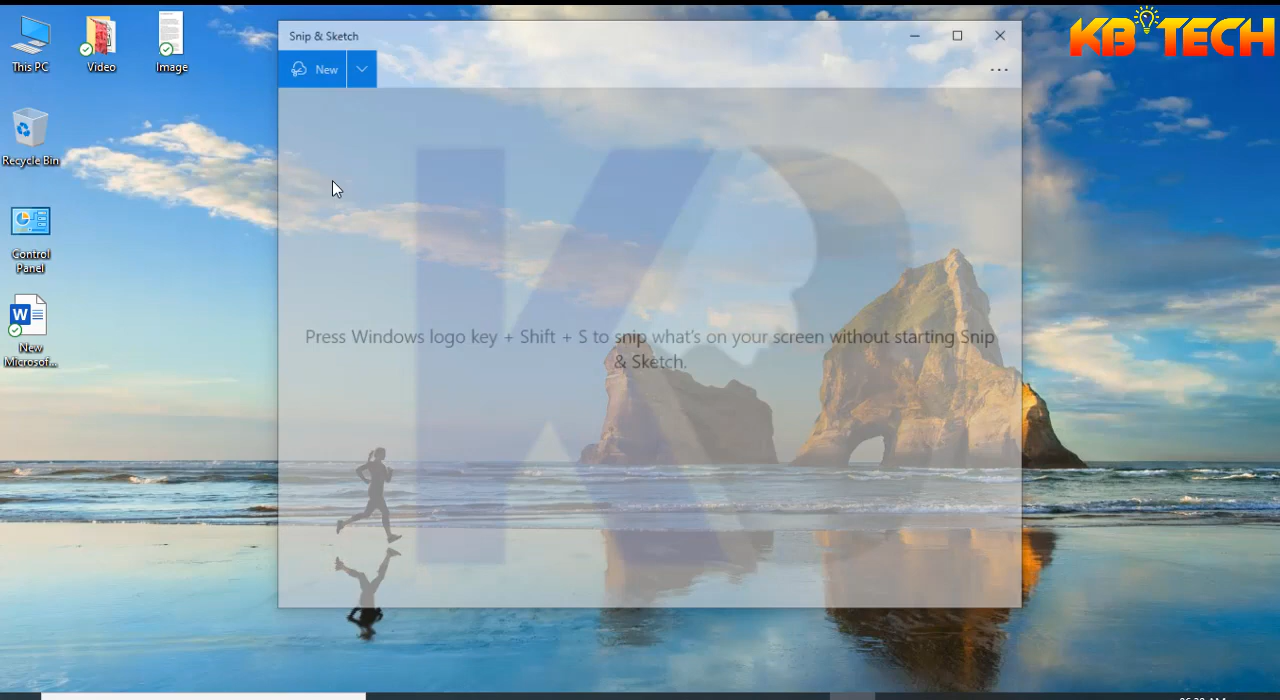 Snip & Sketch
New
KB TECH
This PC
Video
Image
Recycle Bin
Control
Panel
W
New
Microsof...
Press Windows logo key + Shift + S to snip what's on your screen without starting Snip
& Sketch.